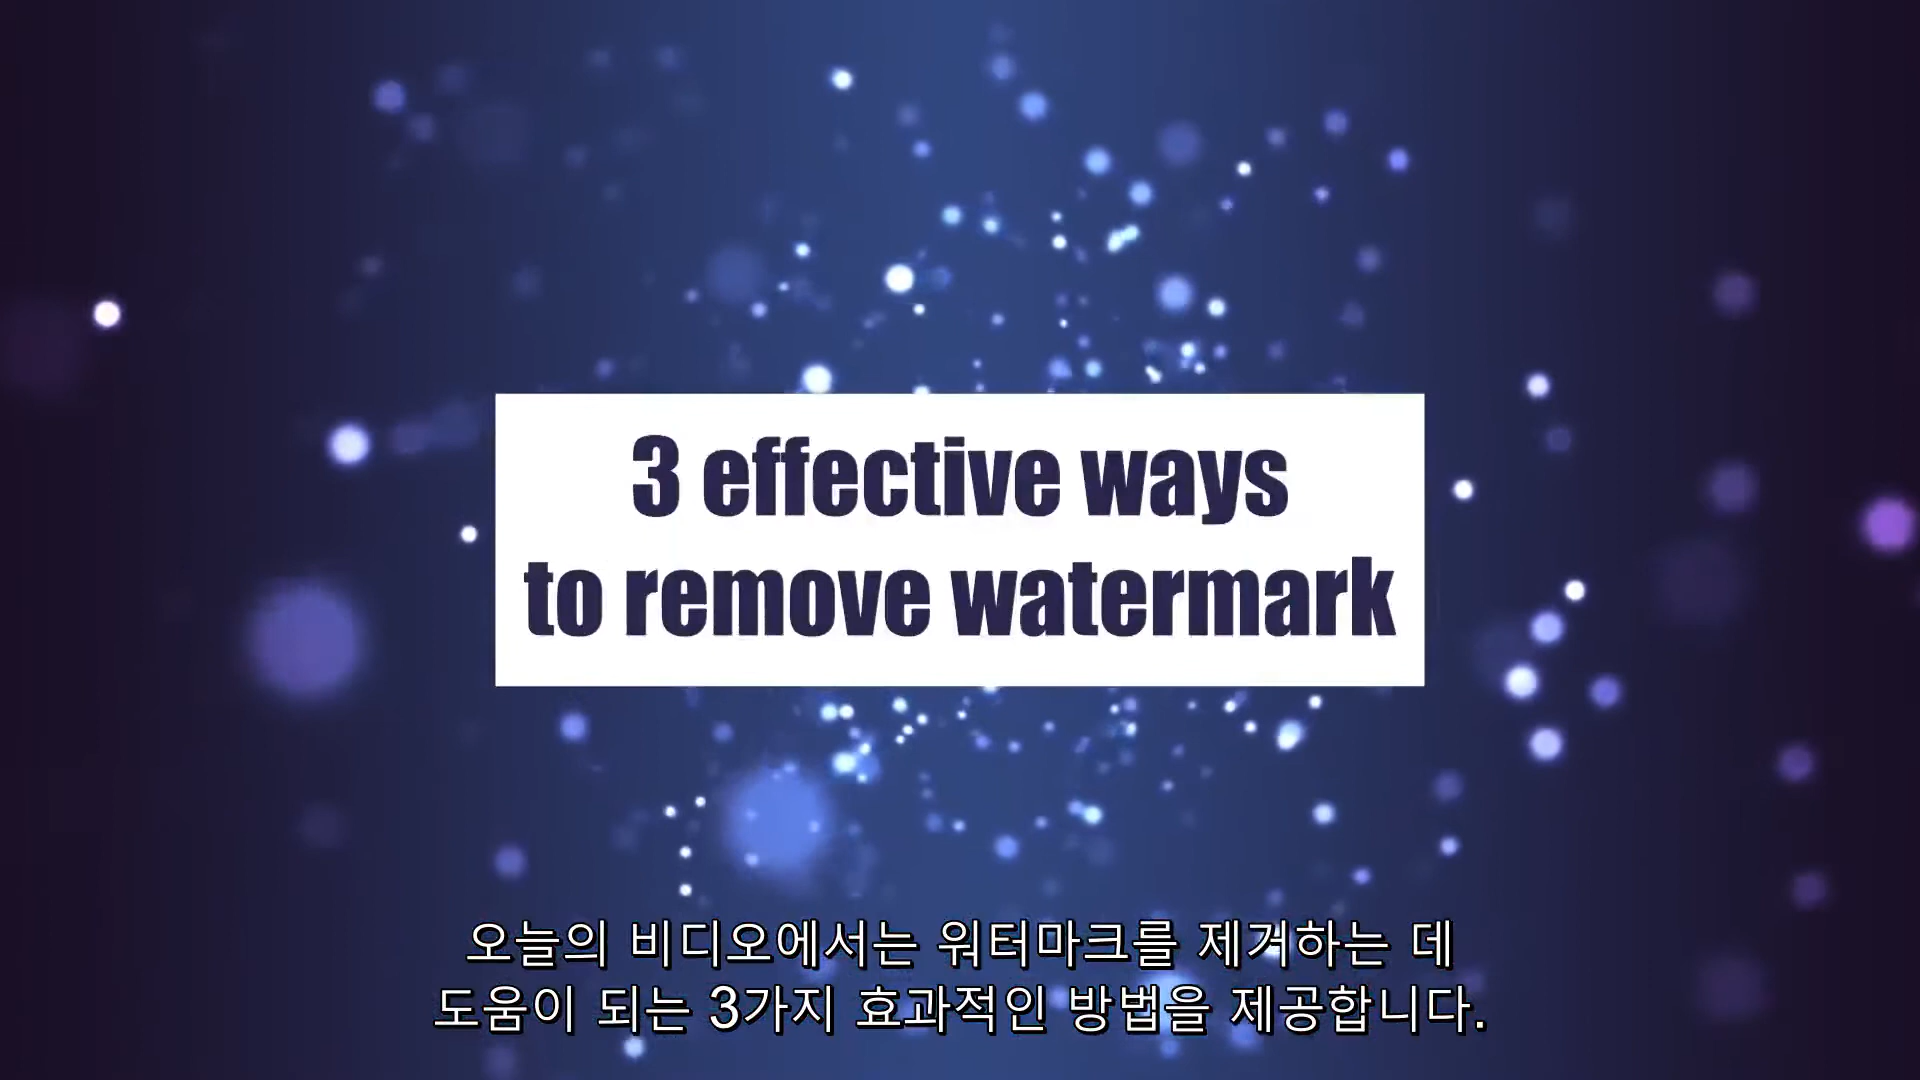 3 effective ways
to remove watermark
오늘의 비디오에서는 워터마크를 제거하는 데
도움이 되는 3가지 효과적인 방법을 제공합니다.